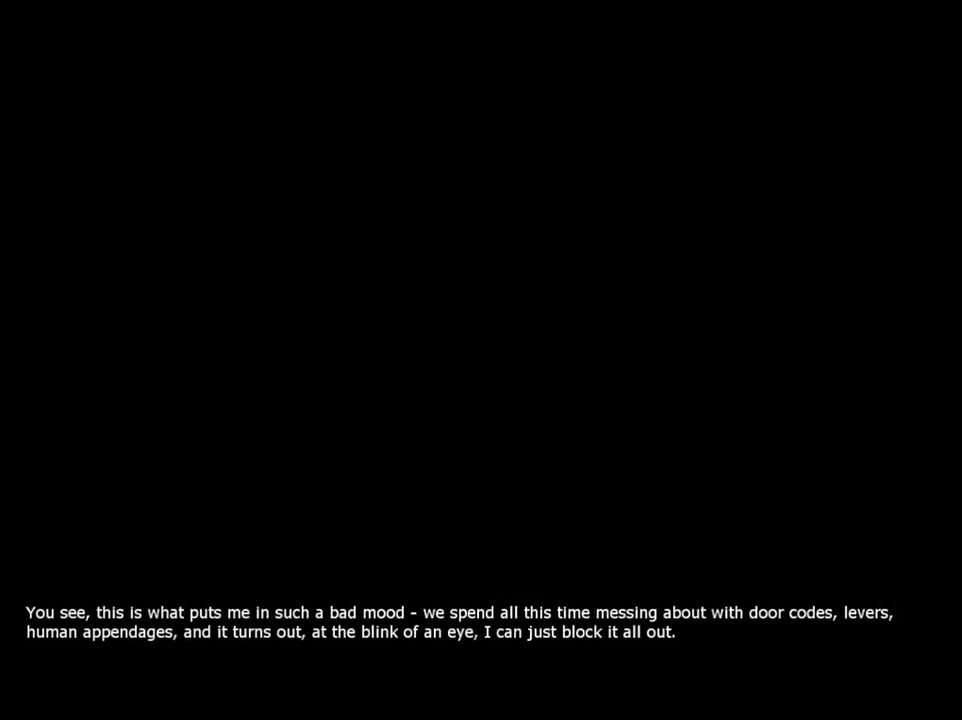 You see, this is what puts me in such a bad mood - we spend all this time messing about with door codes, levers,
human appendages, and it turns out, at the blink of an eye, I can just block it all out.